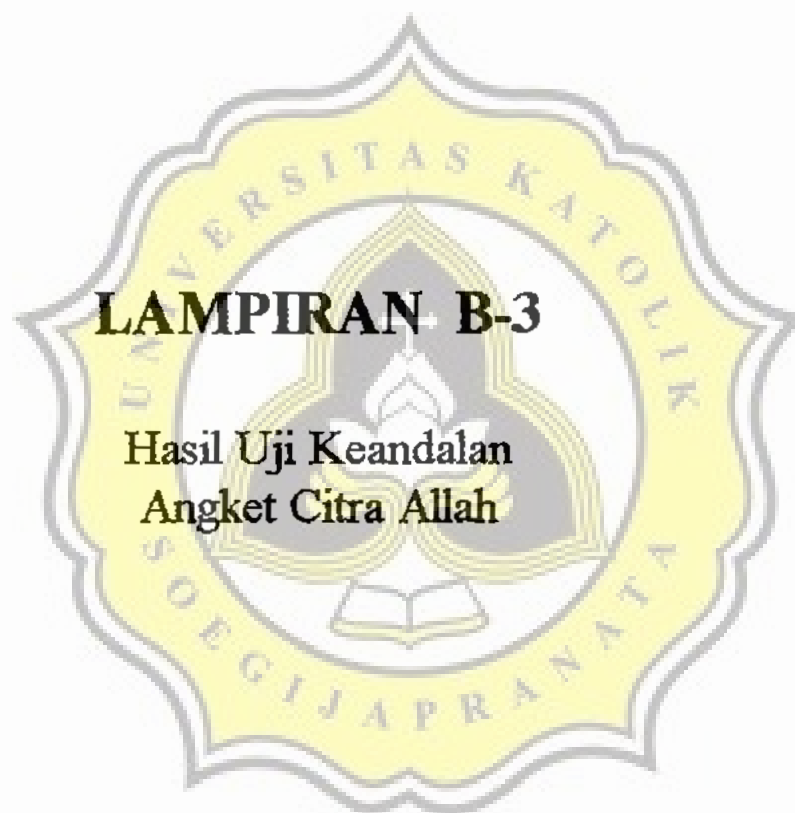 UNIVERSITAS KATOLIK
LAMPIRAN B-3
Hasil Uji Keandalan
Angket Citra Allah
SOEGIJAPRANATA